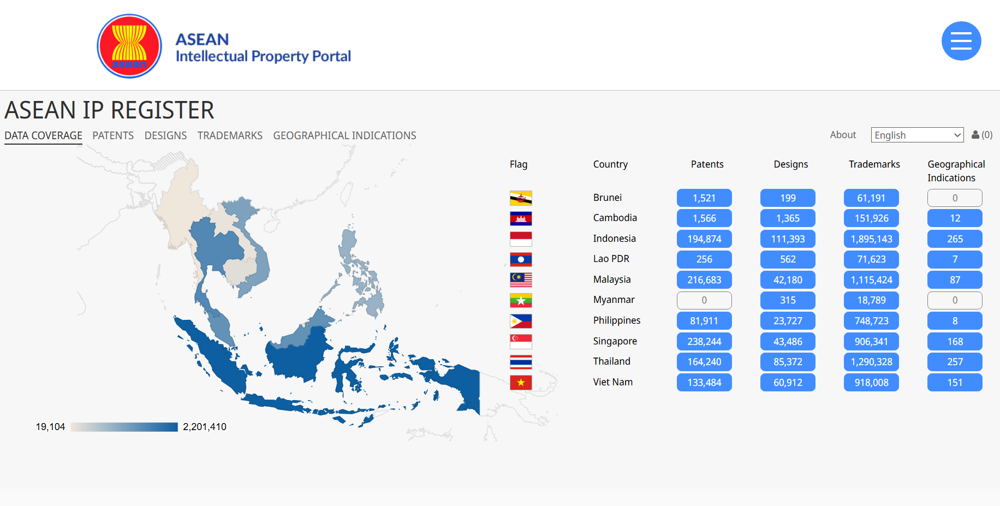 asean
ASEAN
Intellectual Property Portal
ASEAN IP REGISTER
DATA COVERAGE PATENTS DESIGNS TRADEMARKS GEOGRAPHICAL INDICATIONS
About English (0)
Flag Country Patents Designs Trademarks Geographical Indications
Brunei 1,521 199 61,191 0
Cambodia 1,566 1,365 151,926 12
Indonesia 194,874 111,393 1,895,143 265
Lao PDR 256 562 71,623 7
Malaysia 216,683 42,180 1,115,424 87
Myanmar 0 315 18,789 0
Philippines 81,911 23,727 748,723 8
Singapore 238,244 43,486 906,341 168
Thailand 164,240 85,372 1,290,328 257
Viet Nam 133,484 60,912 918,008 151
19,104 2,201,410